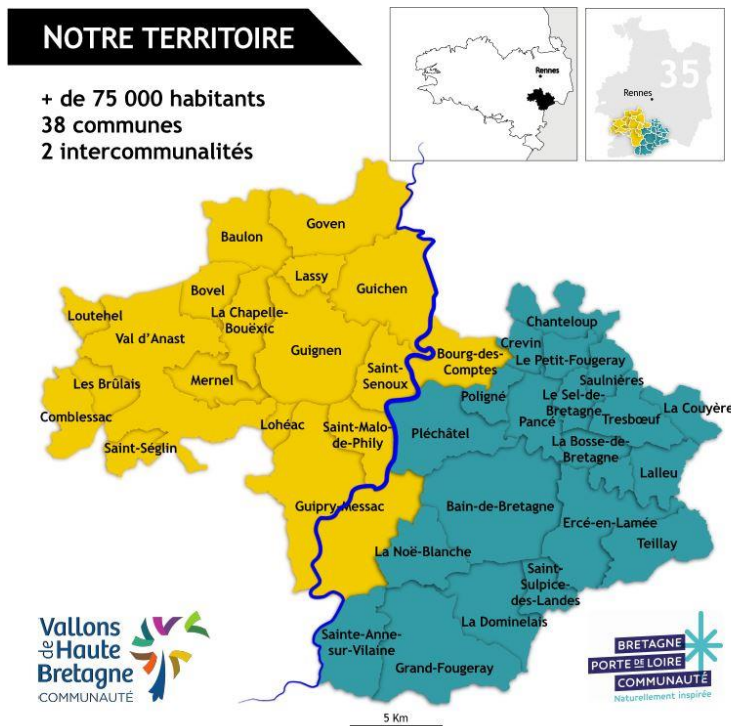 NOTRE TERRITOIRE
+ de 75 000 habitants
38 communes
2 intercommunalités
Rennes
35
Rennes
Goven
Baulon
Lassy
Guichen
Bovel
Loutehel
La Chapelle-
Bouëxic
Val d'Anast
Guignen
Bourg-des-
Comptes
Saint-
Senoux
Les Brûlais
Mernel
Comblessac
Lohéac
Saint-Malo-
de-Phily
Saint-Séglin
Guipry-Messac
Chanteloup
Crevin
Le Petit-Fougeray
Saulnières
Poligné
Le Sel-de-
Bretagne
La Couyère
Tresbœuf
Pancé
Pléchâtel
La Bosse-de-
Bretagne
Lalleu
Bain-de-Bretagne
Ercé-en-Lamée
Teillay
La Noë-Blanche
Saint-
Sulpice-
des-Landes
La Dominelais
Sainte-Anne-
sur-Vilaine
Grand-Fougeray
Vallons
de Haute
Bretagne
COMMUNAUTÉ
BRETAGNE
PORTE DE LOIRE
COMMUNAUTÉ
Naturellement inspirée
5 Km